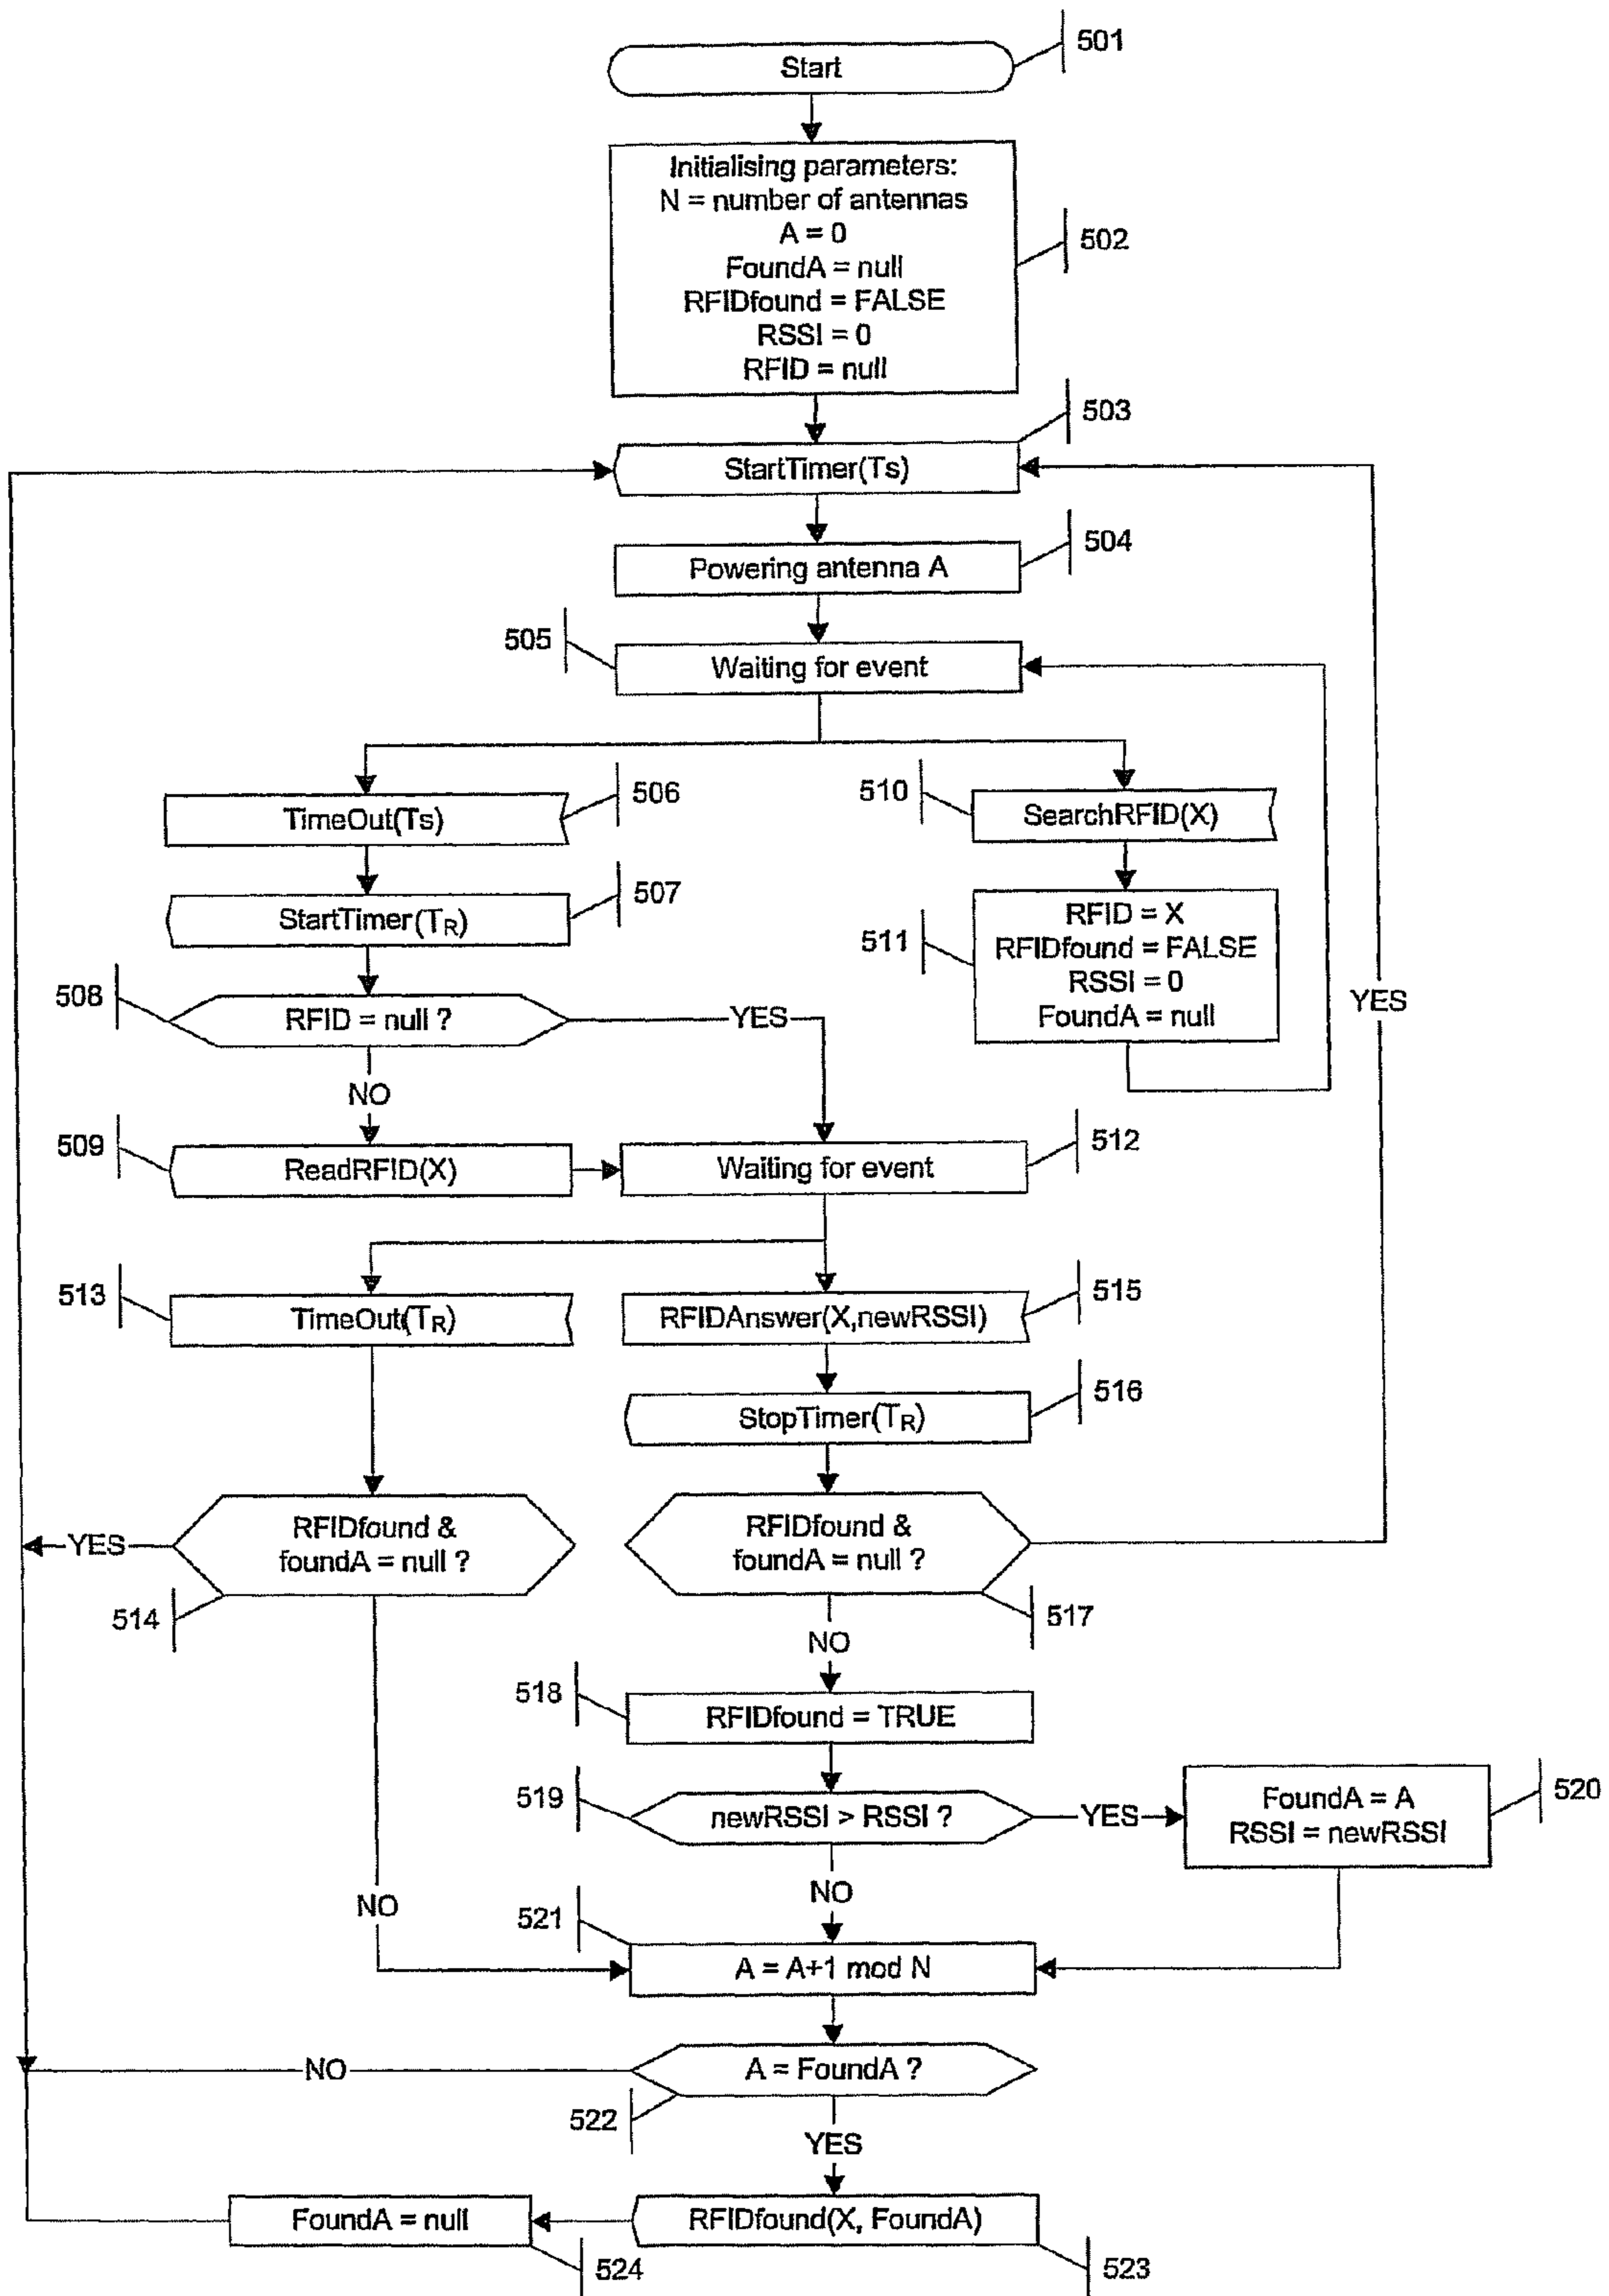 501
Start
Initialising parameters:
N = number of antennas
A = 0
FoundA = null
RFIDfound = FALSE
RSSI = 0
RFID = null
502
503
StartTimer(Ts)
504
Powering antenna A
505
Waiting for event
506
TimeOut(Ts)
510
SearchRFID(X)
507
StartTimer(TR)
511
RFID = X
RFIDfound = FALSE
RSSI = 0
FoundA = null
YES
508
RFID = null ?
YES
NO
509
ReadRFID(X)
512
Waiting for event
513
TimeOut(TR)
515
RFIDAnswer(X,newRSSI)
516
StopTimer(TR)
YES
RFIDfound &
foundA = null ?
514
RFIDfound &
foundA = null ?
517
NO
518
RFIDfound = TRUE
519
newRSSI > RSSI ?
YES
FoundA = A
RSSI = newRSSI
520
NO
NO
521
A = A+1 mod N
NO
A = FoundA ?
522
YES
FoundA = null
524
RFIDfound(X, FoundA)
523